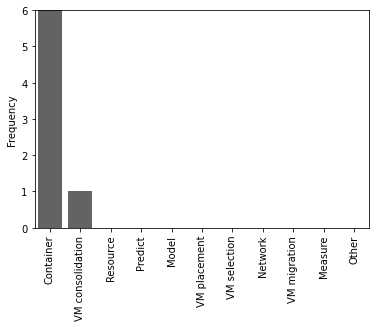 6
5
4
3
2
1
0
Frequency
Container
VM consolidation
Resource
Predict
Model
VM placement
VM selection
Network
VM migration
Measure
Other